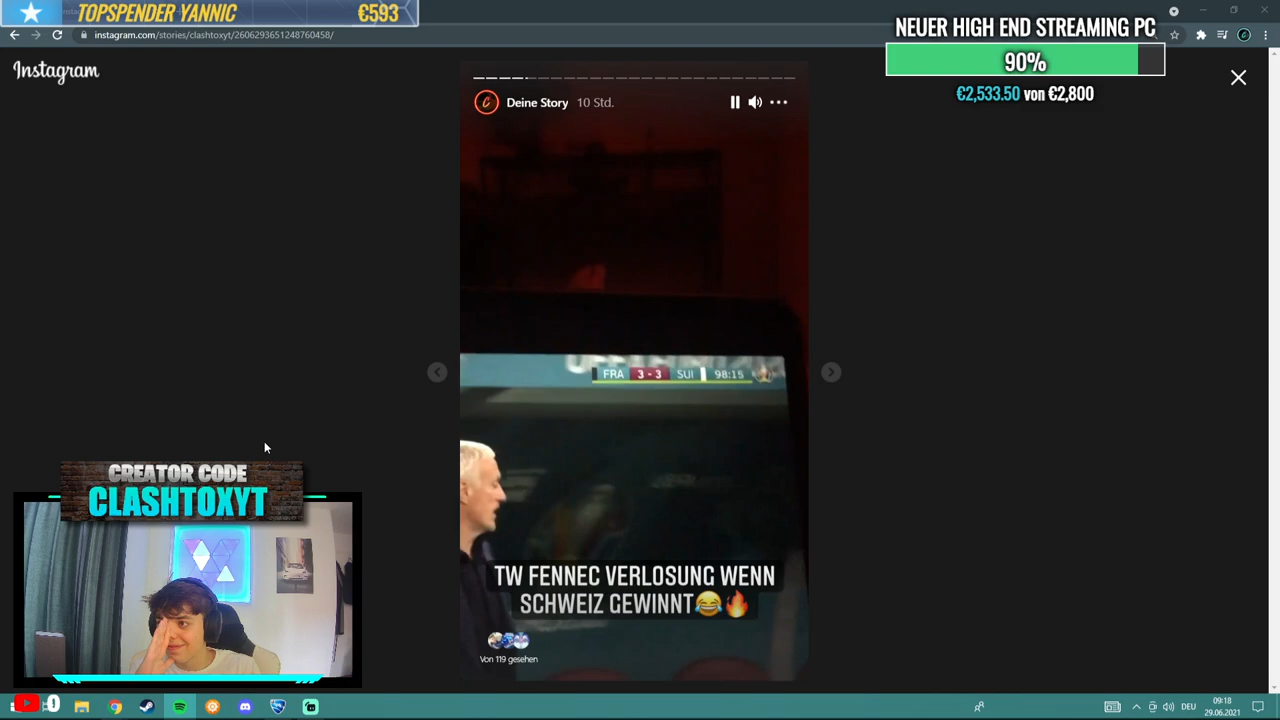 TOPSPENDER YANNIC €593
instagram.com/stories/clashtoxyt/2606293651248760458/
NEUER HIGH END STREAMING PC
90%
€2,533.50 von €2,800
Instagram
Deine Story 10 Std.
FRA 3 - 3 SUI 98:15
TW FENNEC VERLOSUNG WENN
SCHWEIZ GEWINNT😂🔥
Von 119 gesehen
CREATOR CODE
CLASHTOXYT
0
DEU
09:18
29.06.2021